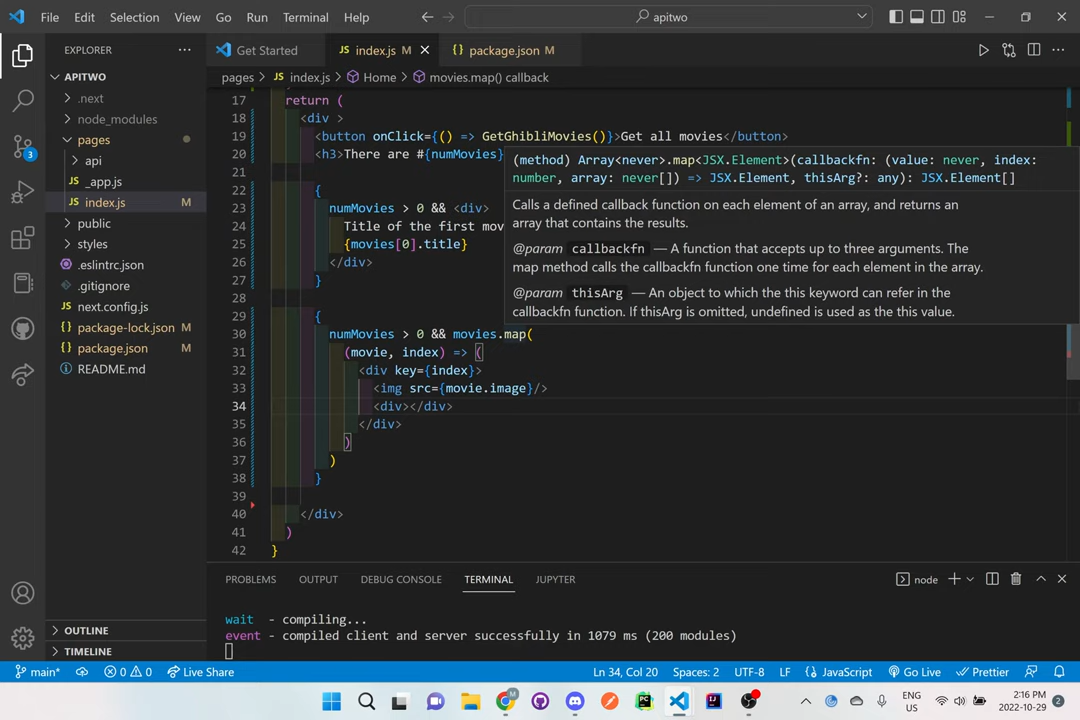 File Edit Selection View Go Run Terminal Help apitwo
EXPLORER
Get Started
JS index.js M
{} package.json M
APITWO
pages > JS index.js > Home > movies.map() callback
.next
node_modules
pages
api
JS _app.js
JS index.js M
public
styles
.eslintrc.json
.gitignore
next.config.js
{} package-lock.json M
{} package.json M
README.md
OUTLINE
TIMELINE
3
17 return (
18 <div >
19 <button onClick={() => GetGhibliMovies()}>Get all movies</button>
20 <h3>There are #{numMovies}
21
22 {
23 numMovies > 0 && <div>
24 Title of the first mov
25 {movies[0].title}
26 </div>
27 }
28
29 {
30 numMovies > 0 && movies.map(
31 (movie, index) => (
32 <div key={index}>
33 <img src={movie.image}/>
34 <div></div>
35 </div>
36 )
37 )
38 }
39
40 </div>
41 )
42 }
(method) Array<never>.map<JSX.Element>(callbackfn: (value: never, index:
number, array: never[]) => JSX.Element, thisArg?: any): JSX.Element[]
Calls a defined callback function on each element of an array, and returns an
array that contains the results.
@param callbackfn — A function that accepts up to three arguments. The
map method calls the callbackfn function one time for each element in the array.
@param thisArg — An object to which the this keyword can refer in the
callbackfn function. If thisArg is omitted, undefined is used as the this value.
PROBLEMS OUTPUT DEBUG CONSOLE TERMINAL JUPYTER node
wait - compiling...
event - compiled client and server successfully in 1079 ms (200 modules)
main* 0 0 Live Share Ln 34, Col 20 Spaces: 2 UTF-8 LF {} JavaScript Go Live Prettier
ENG
US
2:16 PM
2022-10-29
2